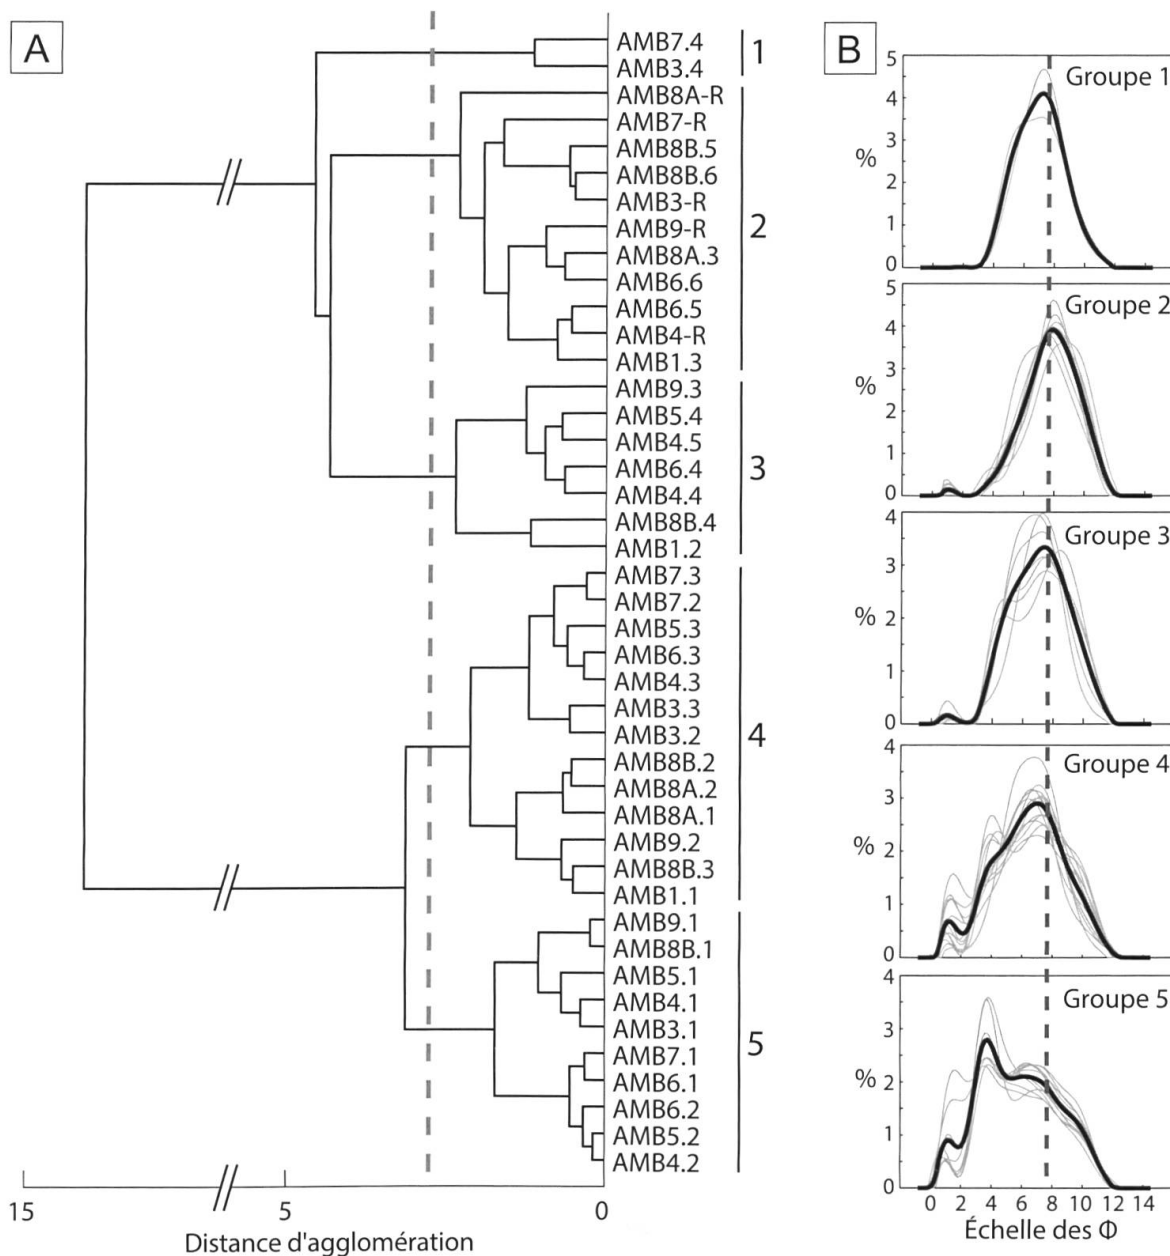 A
AMB7.4
AMB3.4
AMB8A-R
AMB7-R
AMB8B.5
AMB8B.6
AMB3-R
AMB9-R
AMB8A.3
AMB6.6
AMB6.5
AMB4-R
AMB1.3
AMB9.3
AMB5.4
AMB4.5
AMB6.4
AMB4.4
AMB8B.4
AMB1.2
AMB7.3
AMB7.2
AMB5.3
AMB6.3
AMB4.3
AMB3.3
AMB3.2
AMB8B.2
AMB8A.2
AMB8A.1
AMB9.2
AMB8B.3
AMB1.1
AMB9.1
AMB8B.1
AMB5.1
AMB4.1
AMB3.1
AMB7.1
AMB6.1
AMB6.2
AMB5.2
AMB4.2
1
2
3
4
5
15 5 0
Distance d'agglomération
B
Groupe 1
%
5
4
3
2
1
0
Groupe 2
%
5
4
3
2
1
0
Groupe 3
%
4
3
2
1
0
Groupe 4
%
4
3
2
1
0
Groupe 5
%
4
3
2
1
0
0 2 4 6 8 10 12 14
Échelle des Φ